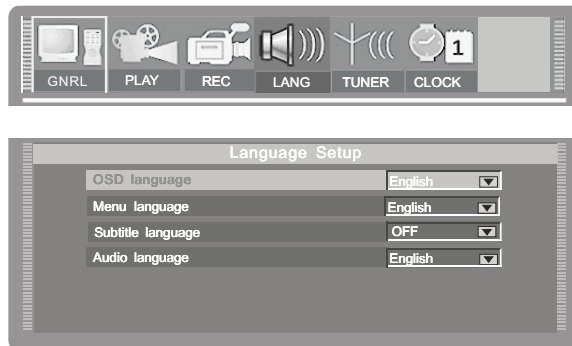 1
GNRL PLAY REC LANG TUNER CLOCK
Language Setup
OSD language English
Menu language English
Subtitle language OFF
Audio language English